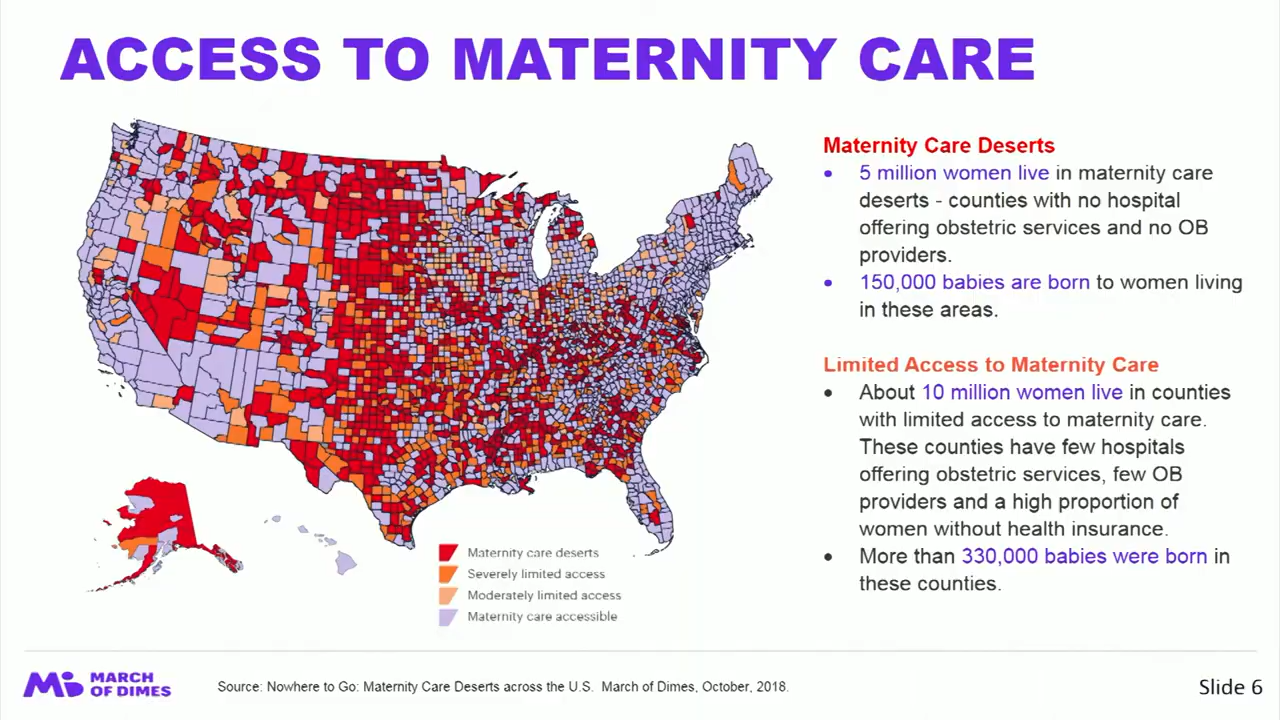 ACCESS TO MATERNITY CARE
Maternity Care Deserts
• 5 million women live in maternity care
deserts - counties with no hospital
offering obstetric services and no OB
providers.
• 150,000 babies are born to women living
in these areas.
Limited Access to Maternity Care
• About 10 million women live in counties
with limited access to maternity care.
These counties have few hospitals
offering obstetric services, few OB
providers and a high proportion of
women without health insurance.
• More than 330,000 babies were born in
these counties.
Maternity care deserts
Severely limited access
Moderately limited access
Maternity care accessible
MARCH
OF DIMES
Source: Nowhere to Go: Maternity Care Deserts across the U.S. March of Dimes, October, 2018.
Slide 6